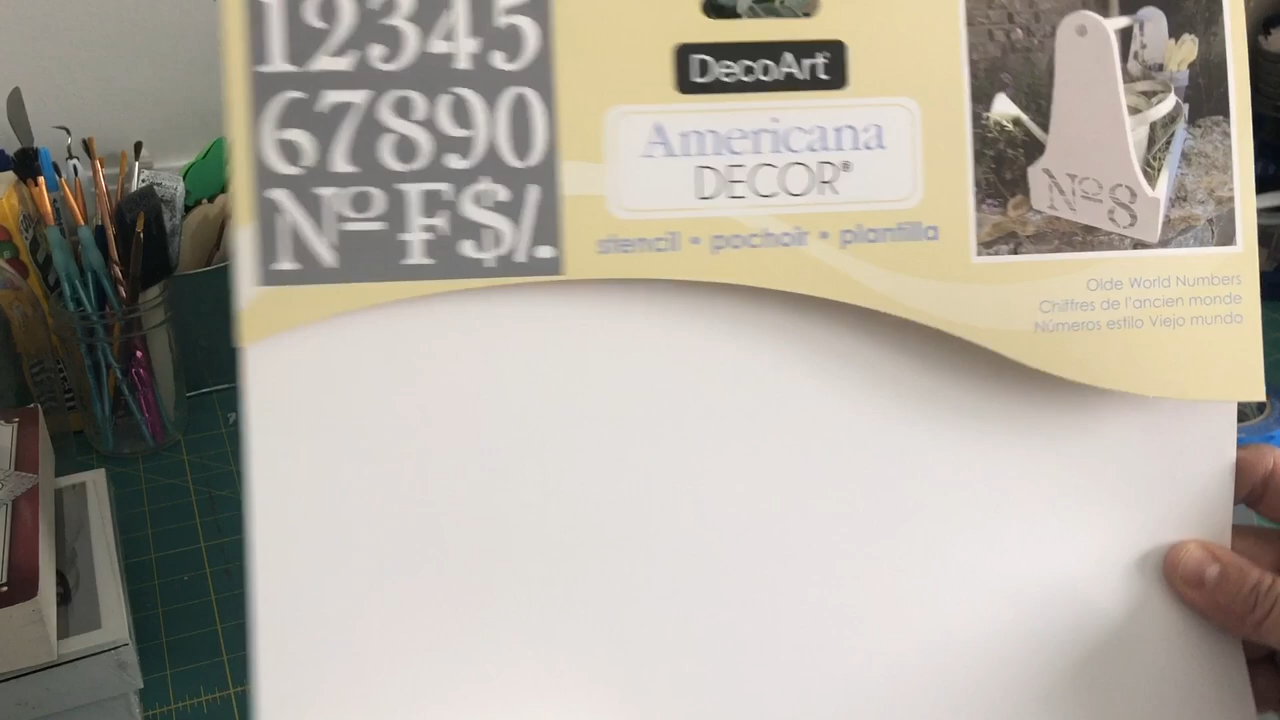 12345
67890
Nº F$/.
DecoArt
Americana
DECOR®
stencil • pochoir • plantilla
Nº8
Olde World Numbers
Chiffres de l'ancien monde
Números estilo Viejo mundo